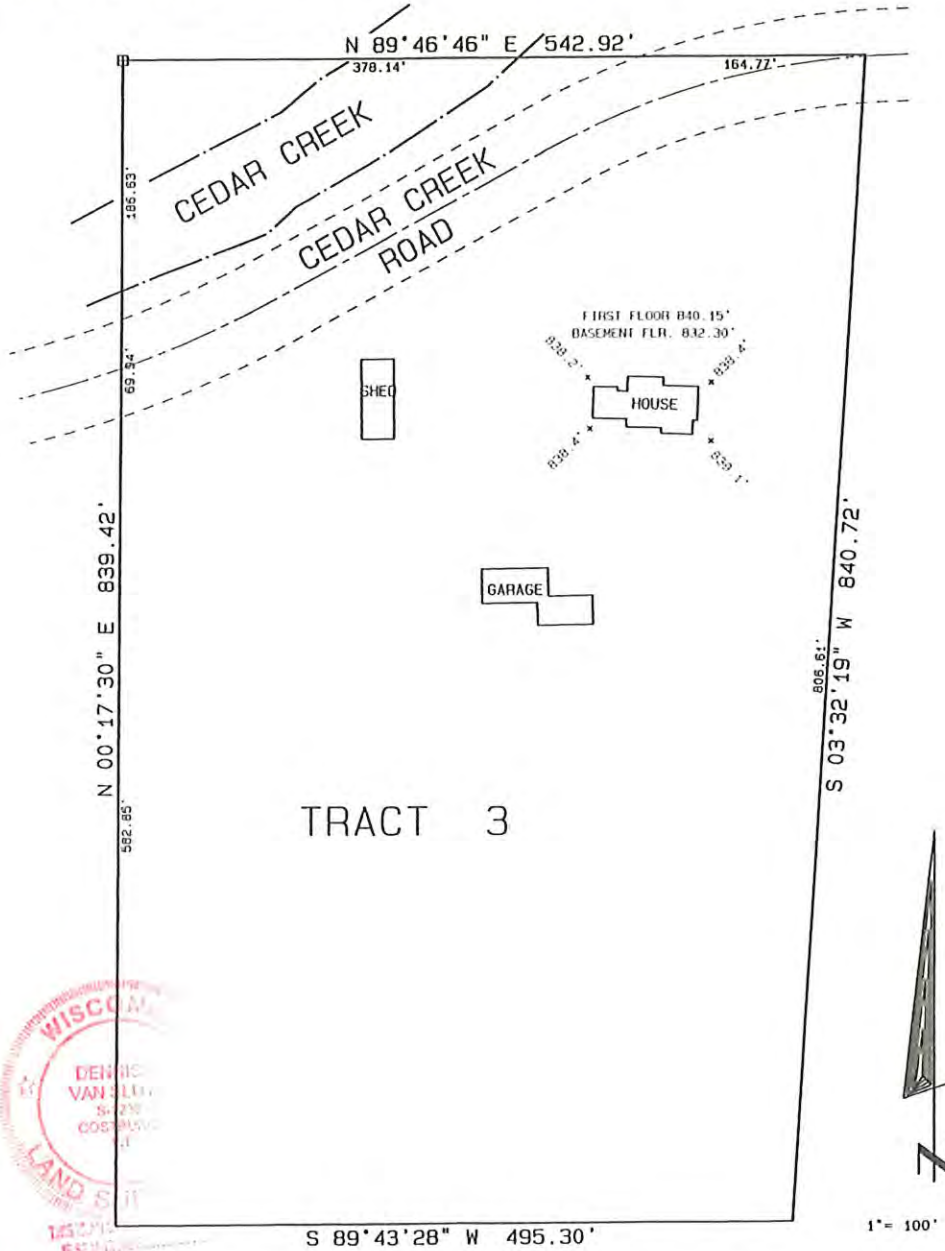 N 89°46'46" E 542.92'
378.14'
164.77'
CEDAR CREEK
186.63'
CEDAR CREEK
ROAD
FIRST FLOOR 840.15'
BASEMENT FLR. 832.30'
838.2'
838.4'
69.94'
SHED
HOUSE
838.4'
839.1'
N 00°17'30" E 839.42'
GARAGE
S 03°32'19" W 840.72'
806.61'
TRACT 3
582.85'
DENNIS
VAN
LAND
N
S 89°43'28" W 495.30'
1"= 100'